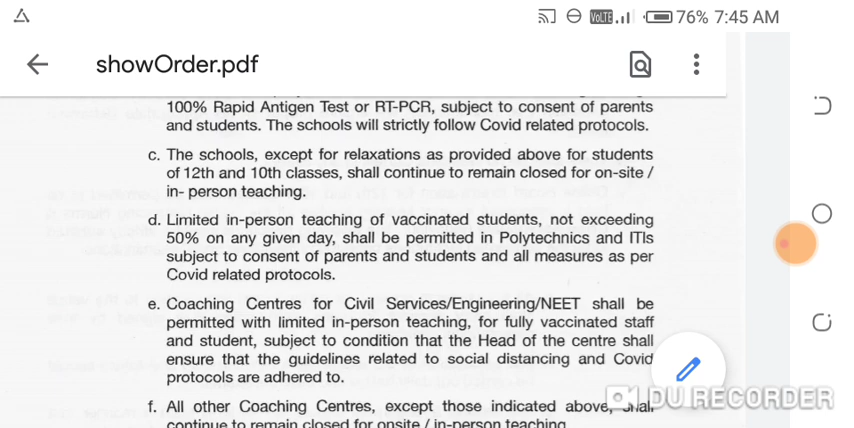 VoLTE 76% 7:45 AM
showOrder.pdf
100% Rapid Antigen Test or RT-PCR, subject to consent of parents
and students. The schools will strictly follow Covid related protocols.
c. The schools, except for relaxations as provided above for students
of 12th and 10th classes, shall continue to remain closed for on-site /
in- person teaching.
d. Limited in-person teaching of vaccinated students, not exceeding
50% on any given day, shall be permitted in Polytechnics and ITIs
subject to consent of parents and students and all measures as per
Covid related protocols.
e. Coaching Centres for Civil Services/Engineering/NEET shall be
permitted with limited in-person teaching, for fully vaccinated staff
and student, subject to condition that the Head of the centre shall
ensure that the guidelines related to social distancing and Covid
protocols are adhered to.
DU RECORDER
f. All other Coaching Centres, except those indicated above, shall
continue to remain closed for onsite / in-person teaching